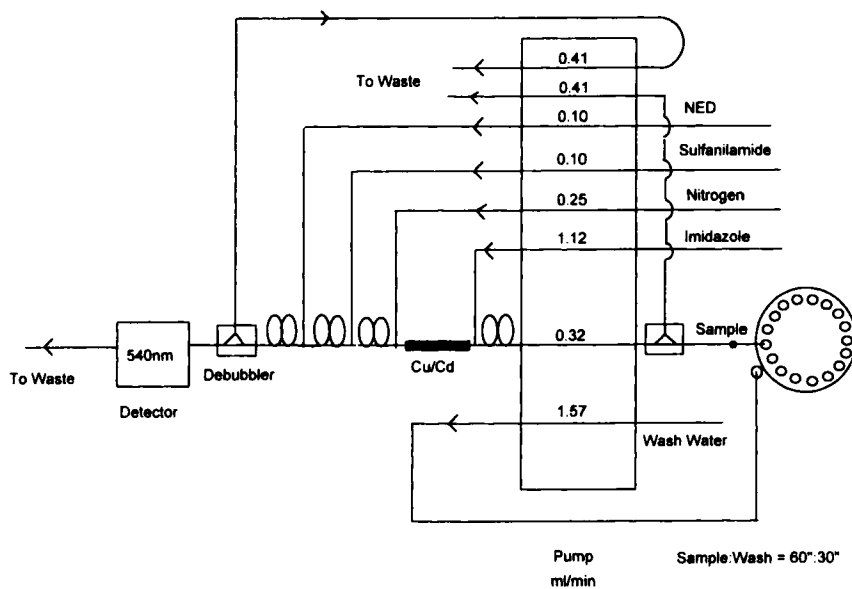 0.41
To Waste
0.41
NED
0.10
Sulfanilamide
0.10
Nitrogen
0.25
Imidazole
1.12
Sample
0.32
540nm
To Waste
Debubbler
Cu/Cd
Detector
1.57
Wash Water
Pump
ml/min
Sample:Wash = 60":30"